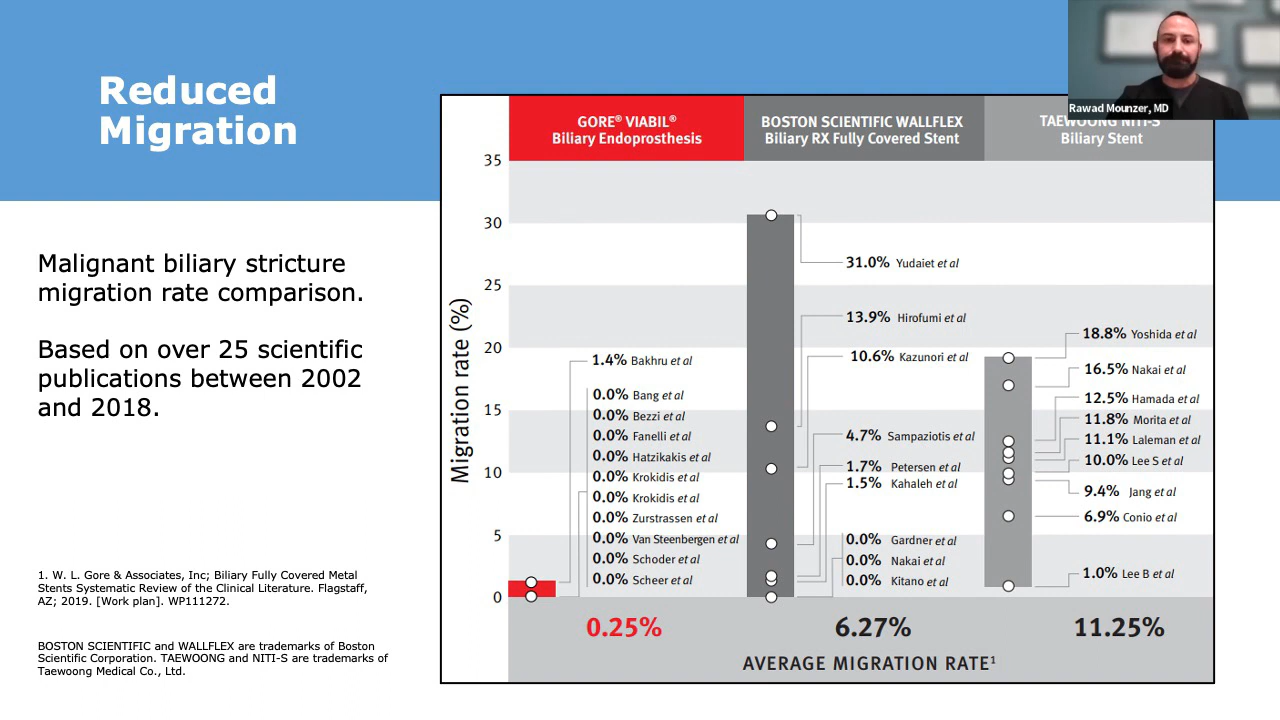 Reduced
Migration
Malignant biliary stricture
migration rate comparison.
Based on over 25 scientific
publications between 2002
and 2018.
1. W. L. Gore & Associates, Inc; Biliary Fully Covered Metal
Stents Systematic Review of the Clinical Literature. Flagstaff,
AZ; 2019. [Work plan]. WP111272.
BOSTON SCIENTIFIC and WALLFLEX are trademarks of Boston
Scientific Corporation. TAEWOONG and NITI-S are trademarks of
Taewoong Medical Co., Ltd.
Rawad Mounzer, MD
GORE® VIABIL®
Biliary Endoprosthesis
BOSTON SCIENTIFIC WALLFLEX
Biliary RX Fully Covered Stent
TAEWOONG NITI-S
Biliary Stent
Migration rate (%)
35
30
25
20
15
10
5
0
1.4% Bakhru et al
0.0% Bang et al
0.0% Bezzi et al
0.0% Fanelli et al
0.0% Hatzikakis et al
0.0% Krokidis et al
0.0% Krokidis et al
0.0% Zurstrassen et al
0.0% Van Steenbergen et al
0.0% Schoder et al
0.0% Scheer et al
31.0% Yudaiet et al
13.9% Hirofumi et al
10.6% Kazunori et al
4.7% Sampaziotis et al
1.7% Petersen et al
1.5% Kahaleh et al
0.0% Gardner et al
0.0% Nakai et al
0.0% Kitano et al
18.8% Yoshida et al
16.5% Nakai et al
12.5% Hamada et al
11.8% Morita et al
11.1% Laleman et al
10.0% Lee S et al
9.4% Jang et al
6.9% Conio et al
1.0% Lee B et al
0.25%
6.27%
11.25%
AVERAGE MIGRATION RATE¹